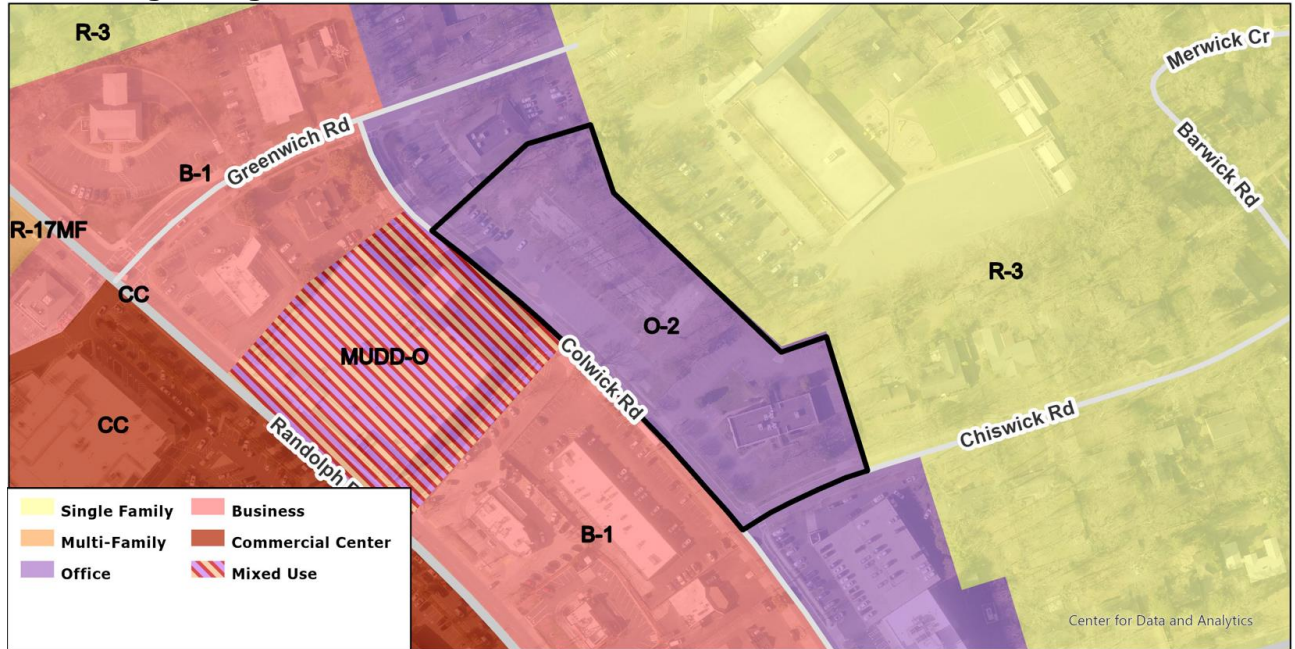 R-3
Merwick Cr
Greenwich Rd
Barwick Rd
B-1
R-17MF
R-3
CC
O-2
MUDD-O
Colwick Rd
CC
Chiswick Rd
Randolph
B-1
Single Family
Business
Multi-Family
Commercial Center
Office
Mixed Use
Center for Data and Analytics